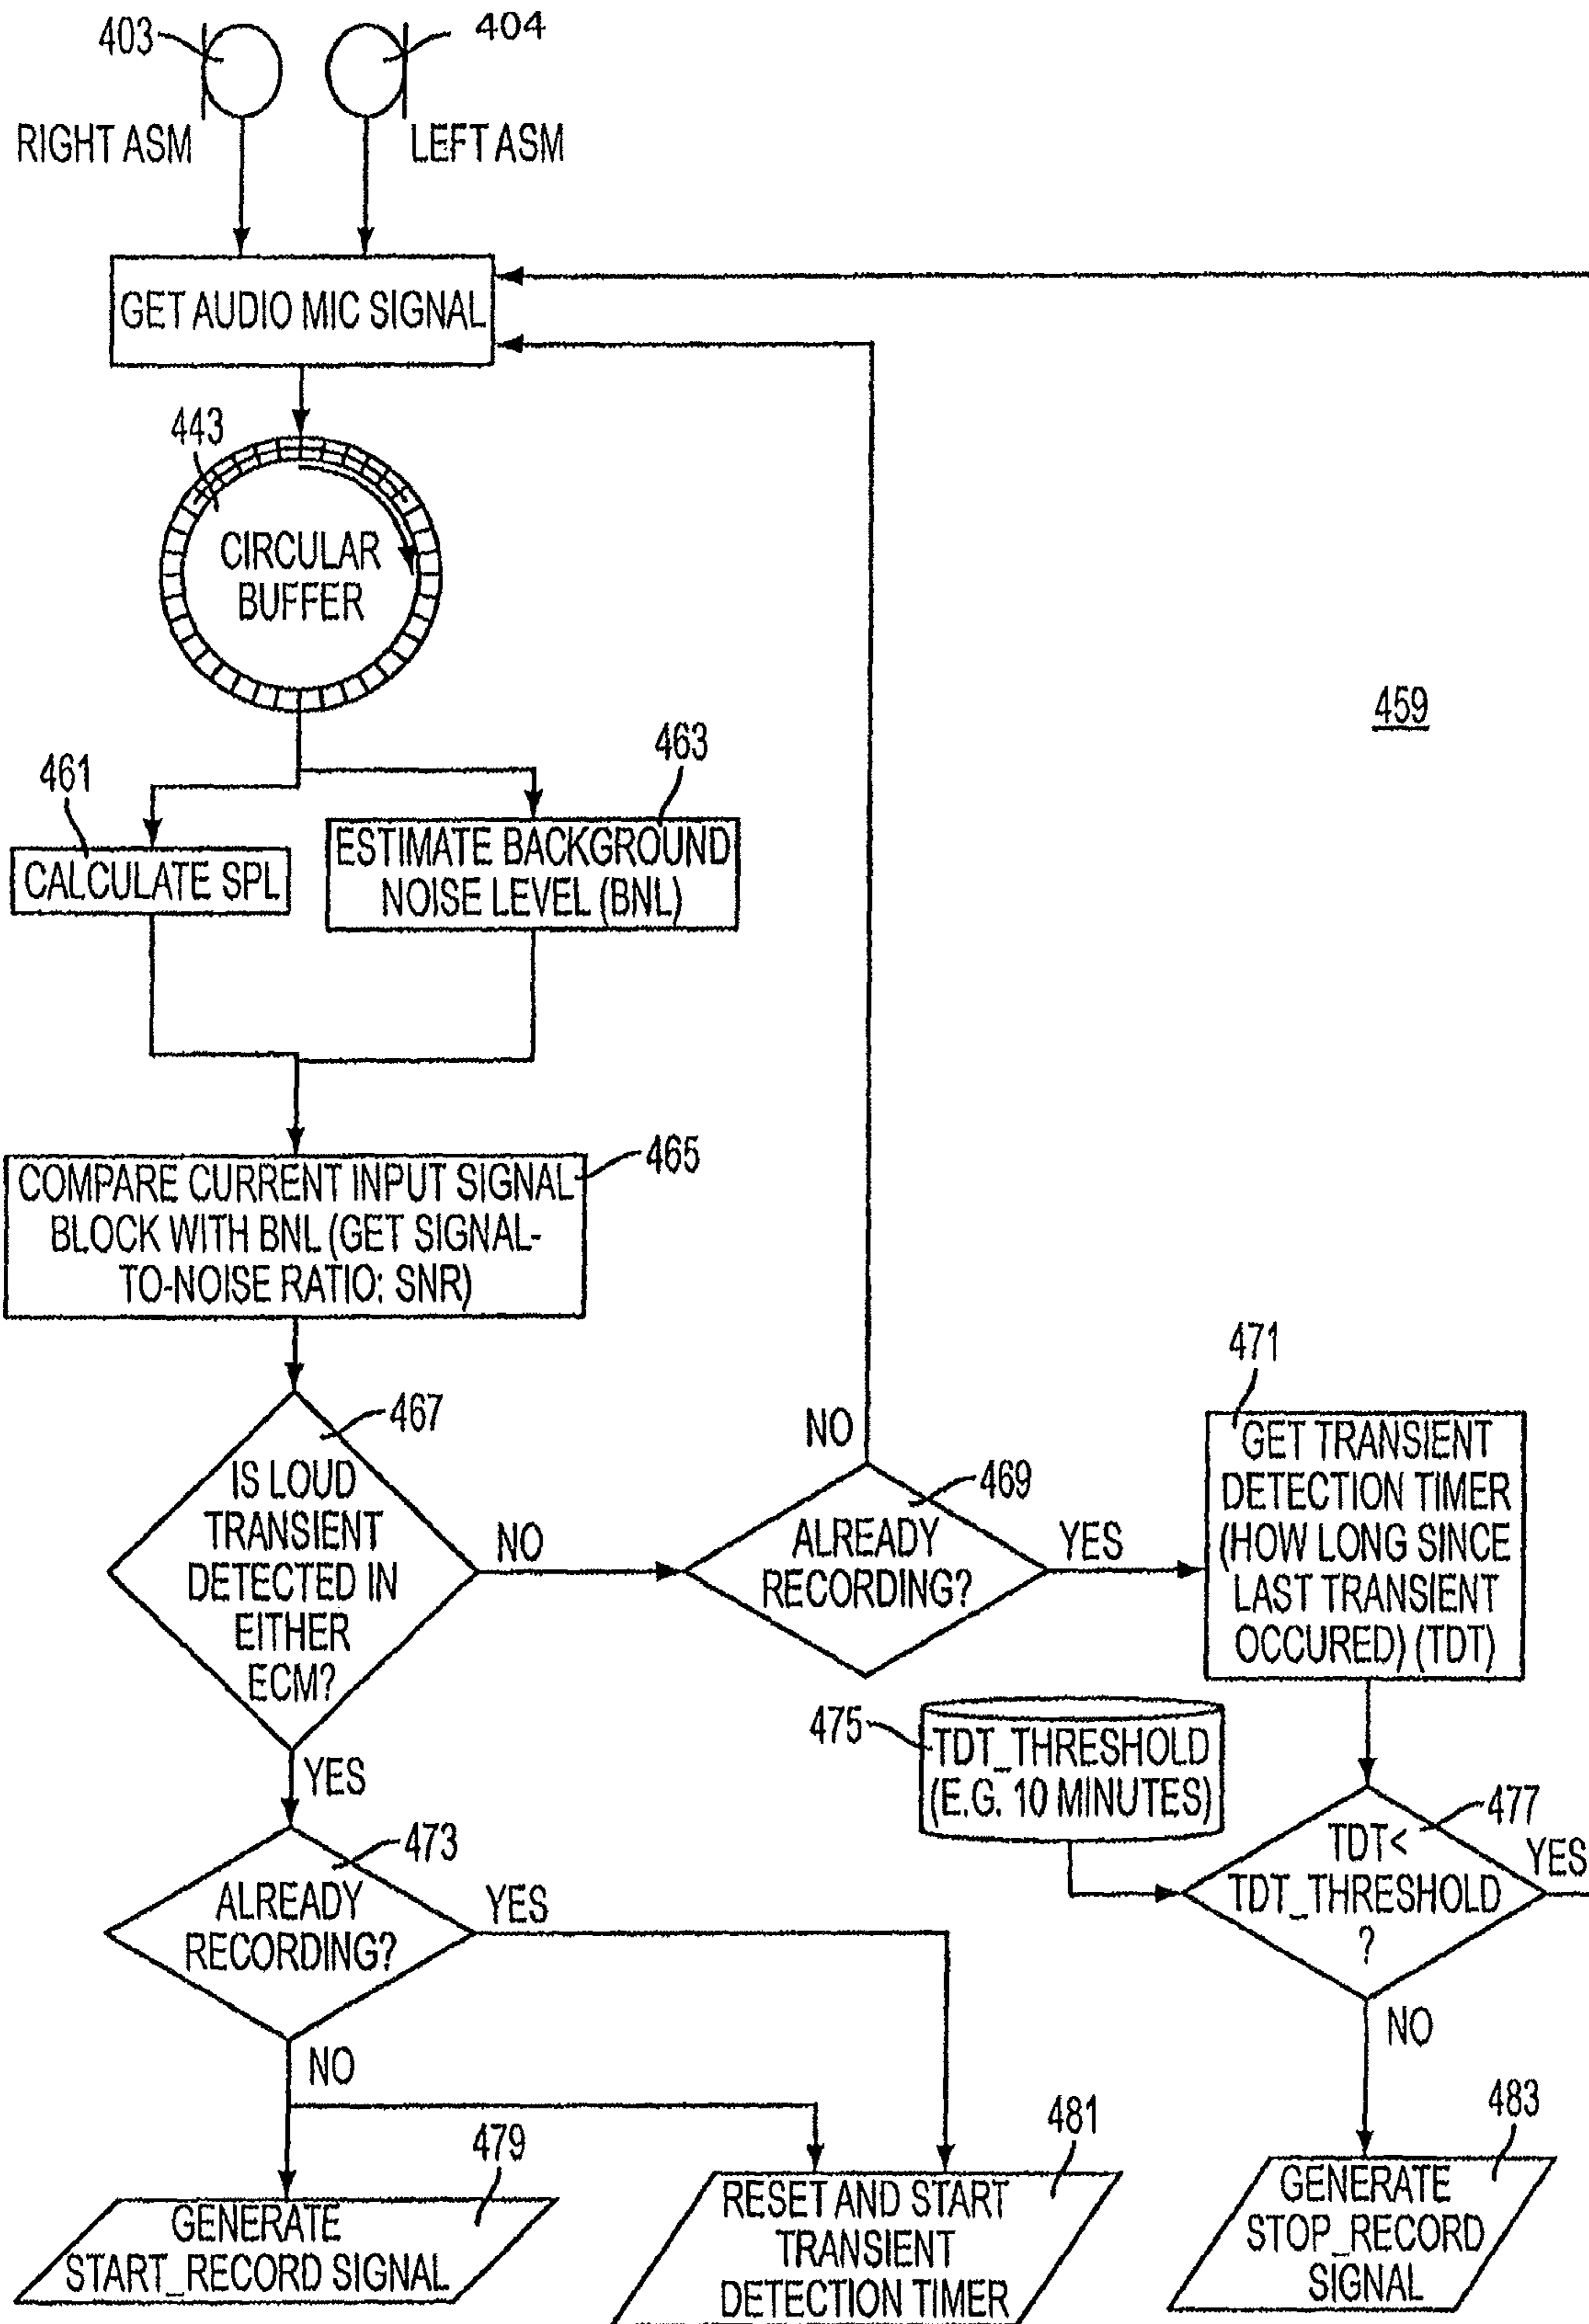 403
404
RIGHT ASM
LEFT ASM
GET AUDIO MIC SIGNAL
443
CIRCULAR
BUFFER
459
461
463
CALCULATE SPL
ESTIMATE BACKGROUND
NOISE LEVEL (BNL)
465
COMPARE CURRENT INPUT SIGNAL
BLOCK WITH BNL (GET SIGNAL-
TO-NOISE RATIO: SNR)
467
IS LOUD
TRANSIENT
DETECTED IN
EITHER
ECM?
NO
YES
NO
469
ALREADY
RECORDING?
YES
471
GET TRANSIENT
DETECTION TIMER
(HOW LONG SINCE
LAST TRANSIENT
OCCURED) (TDT)
475
TDT_THRESHOLD
(E.G. 10 MINUTES)
477
TDT<
TDT_THRESHOLD
?
YES
NO
473
ALREADY
RECORDING?
YES
NO
479
GENERATE
START_RECORD SIGNAL
481
RESET AND START
TRANSIENT
DETECTION TIMER
483
GENERATE
STOP_RECORD
SIGNAL